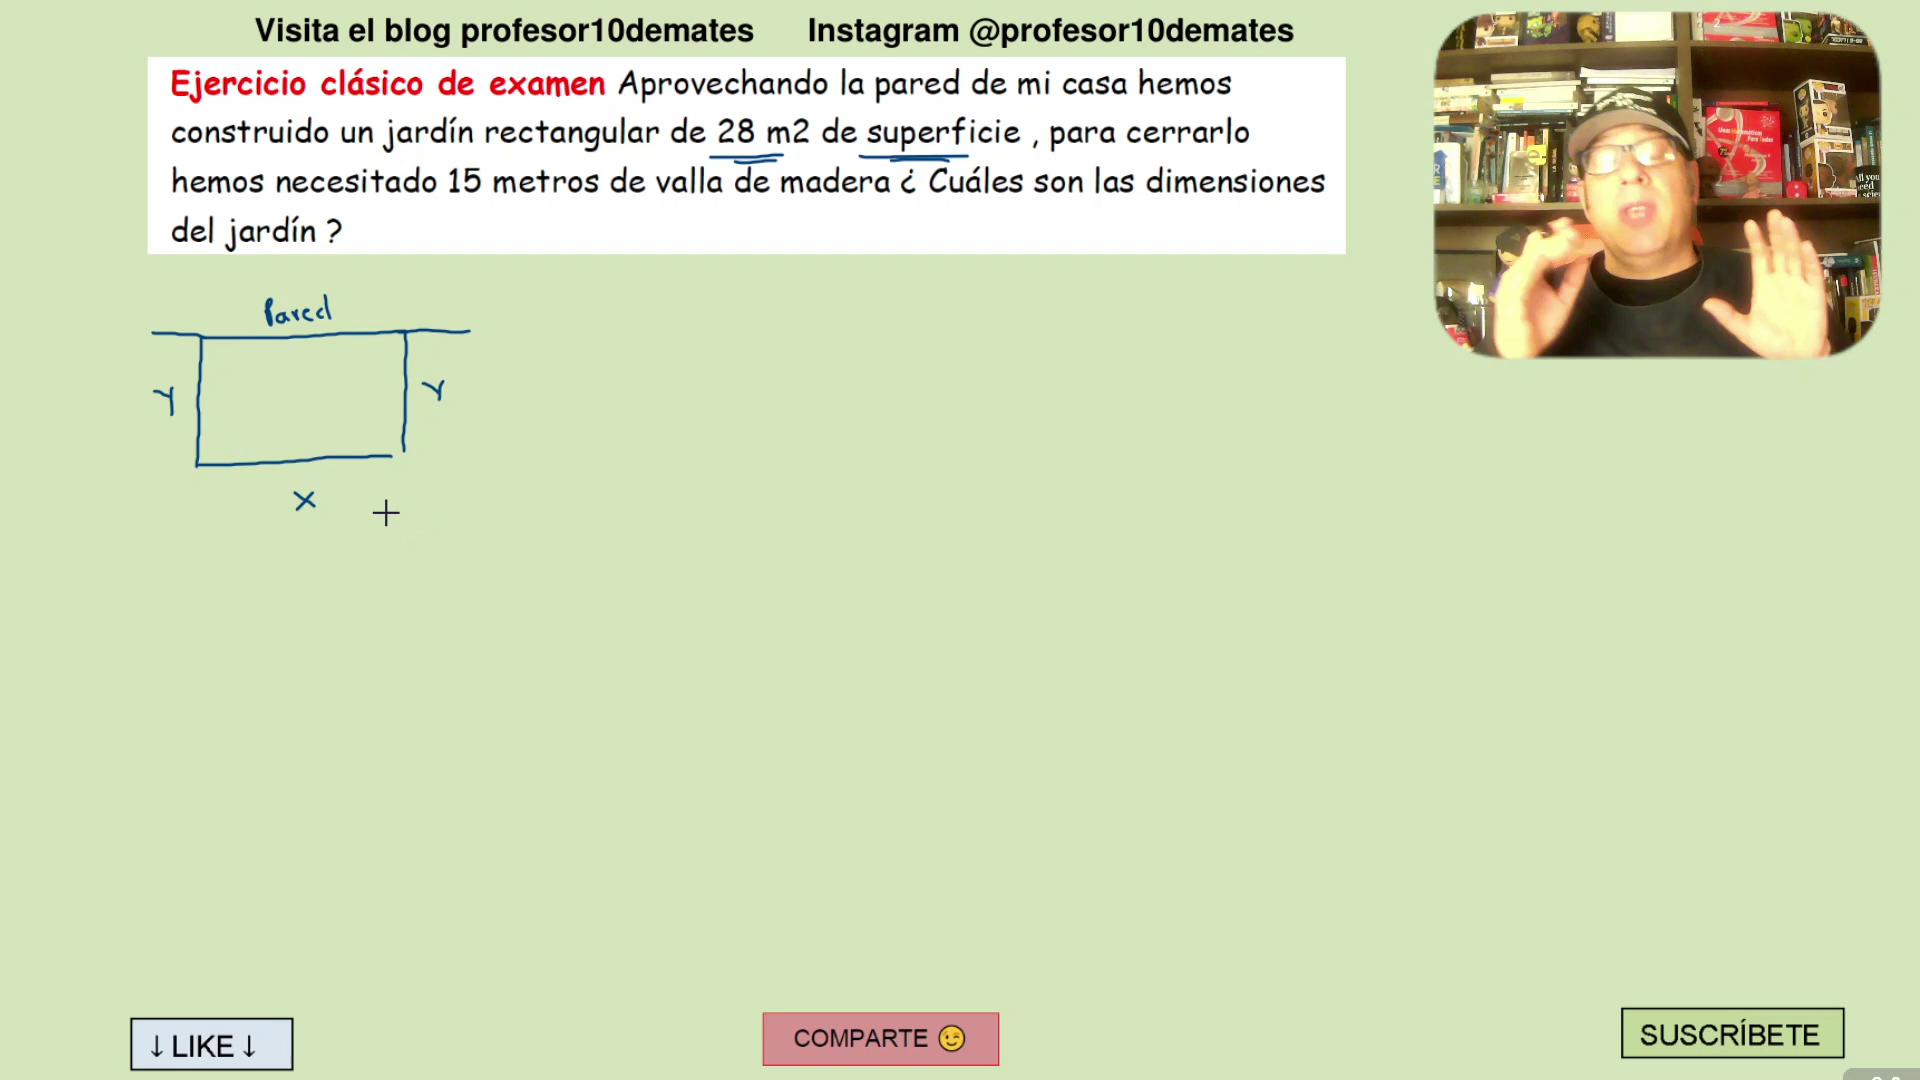 Visita el blog profesor10demates Instagram @profesor10demates
Ejercicio clásico de examen Aprovechando la pared de mi casa hemos
construido un jardín rectangular de 28 m2 de superficie , para cerrarlo
hemos necesitado 15 metros de valla de madera ¿ Cuáles son las dimensiones
del jardín ?
Pared
Y Y
X
↓ LIKE ↓
COMPARTE 😉
SUSCRÍBETE